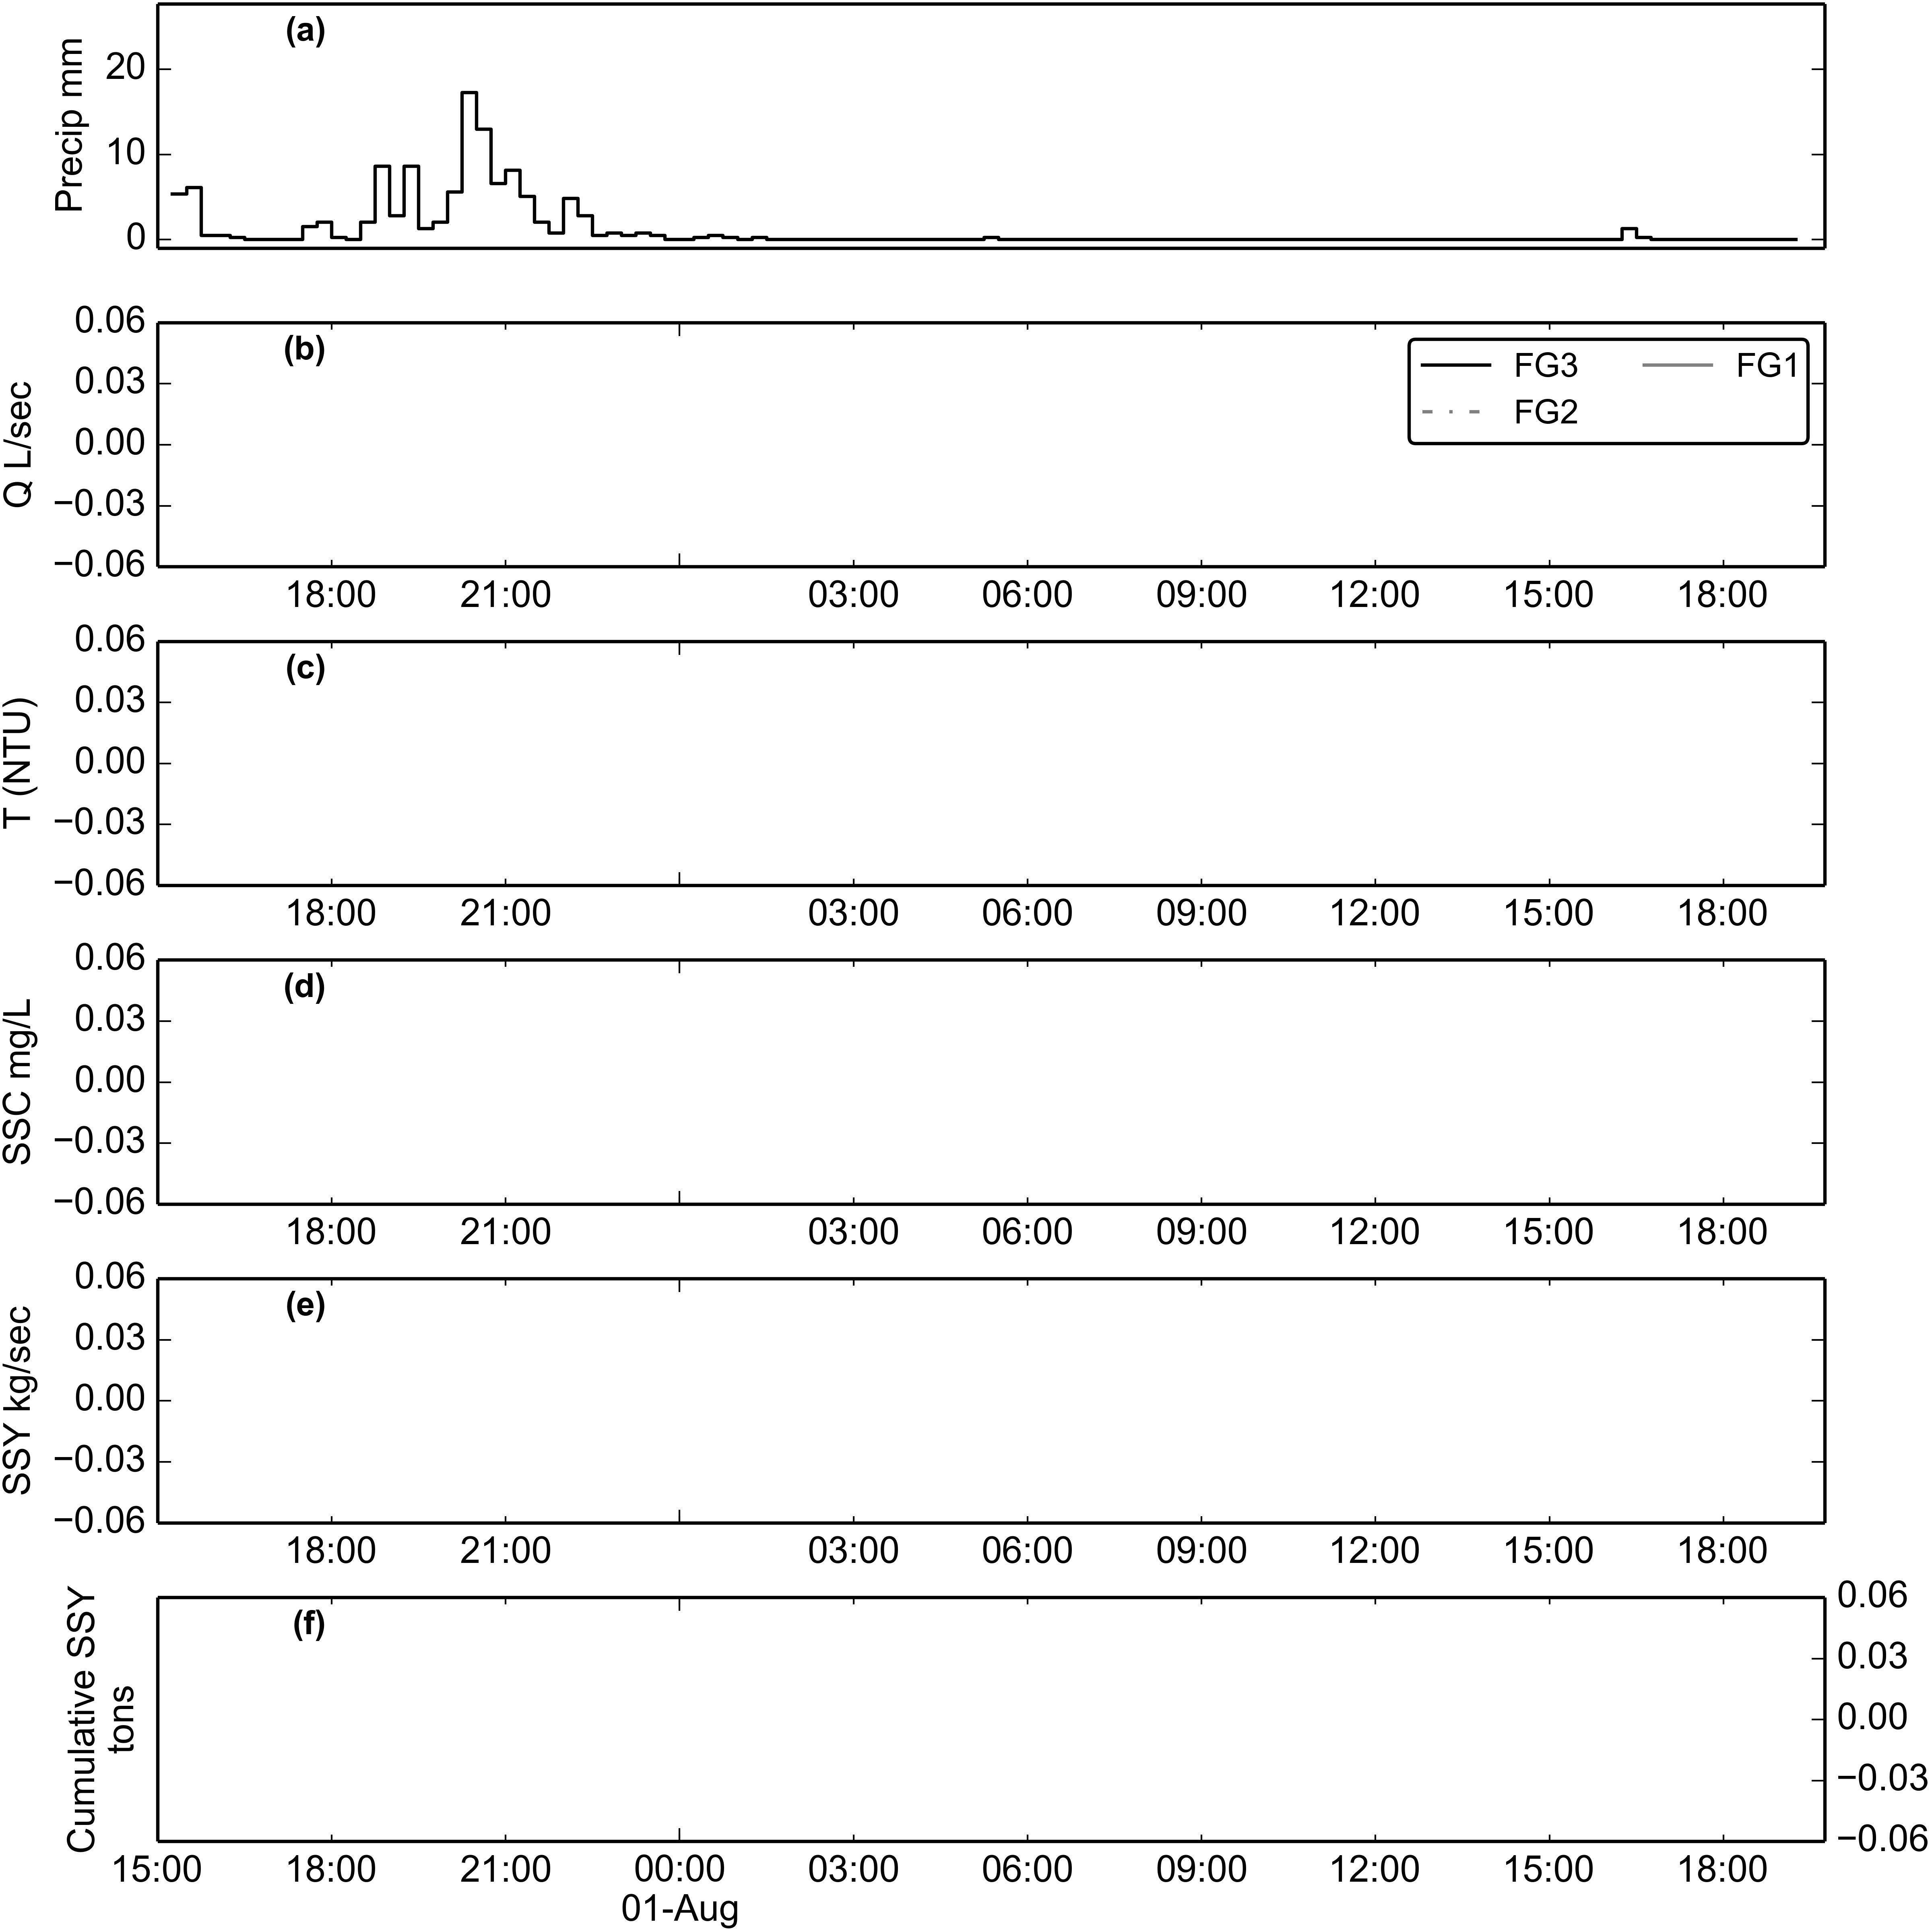 (a)
Precip mm
20
10
0
(b)
Q L/sec
0.06
0.03
0.00
−0.03
−0.06
FG3 FG1
FG2
18:00 21:00 03:00 06:00 09:00 12:00 15:00 18:00
(c)
T (NTU)
0.06
0.03
0.00
−0.03
−0.06
18:00 21:00 03:00 06:00 09:00 12:00 15:00 18:00
(d)
SSC mg/L
0.06
0.03
0.00
−0.03
−0.06
18:00 21:00 03:00 06:00 09:00 12:00 15:00 18:00
(e)
SSY kg/sec
0.06
0.03
0.00
−0.03
−0.06
18:00 21:00 03:00 06:00 09:00 12:00 15:00 18:00
(f)
Cumulative SSY
tons
0.06
0.03
0.00
−0.03
−0.06
15:00 18:00 21:00 00:00 03:00 06:00 09:00 12:00 15:00 18:00
01-Aug